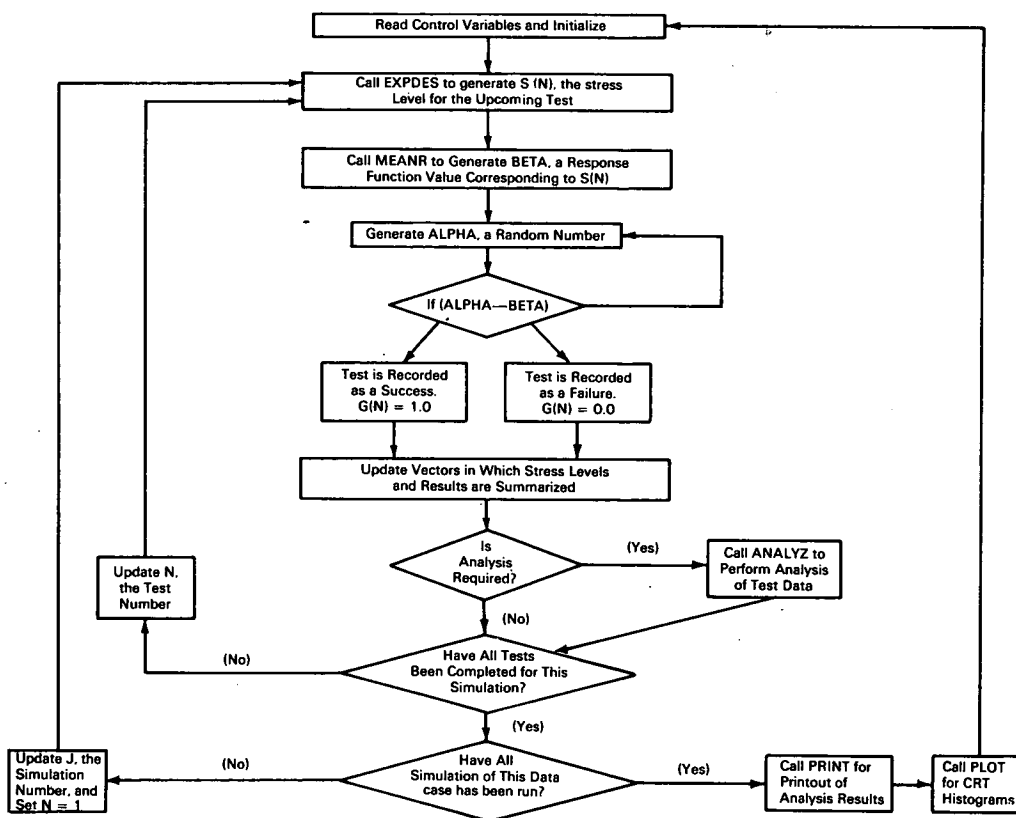 Read Control Variables and Initialize
Call EXPDES to generate S (N), the stress
Level for the Upcoming Test
Call MEANR to Generate BETA, a Response
Function Value Corresponding to S(N)
Generate ALPHA, a Random Number
If (ALPHA—BETA)
Test is Recorded
as a Success.
G(N) = 1.0
Test is Recorded
as a Failure.
G(N) = 0.0
Update Vectors in Which Stress Levels
and Results are Summarized
Is
Analysis
Required?
(Yes)
Call ANALYZ to
Perform Analysis
of Test Data
(No)
Update N,
the Test
Number
Have All Tests
Been Completed for This
Simulation?
(No)
(Yes)
Update J, the
Simulation
Number, and
Set N = 1
(No)
Have All
Simulation of This Data
case has been run?
(Yes)
Call PRINT for
Printout of
Analysis Results
Call PLOT
for CRT
Histograms